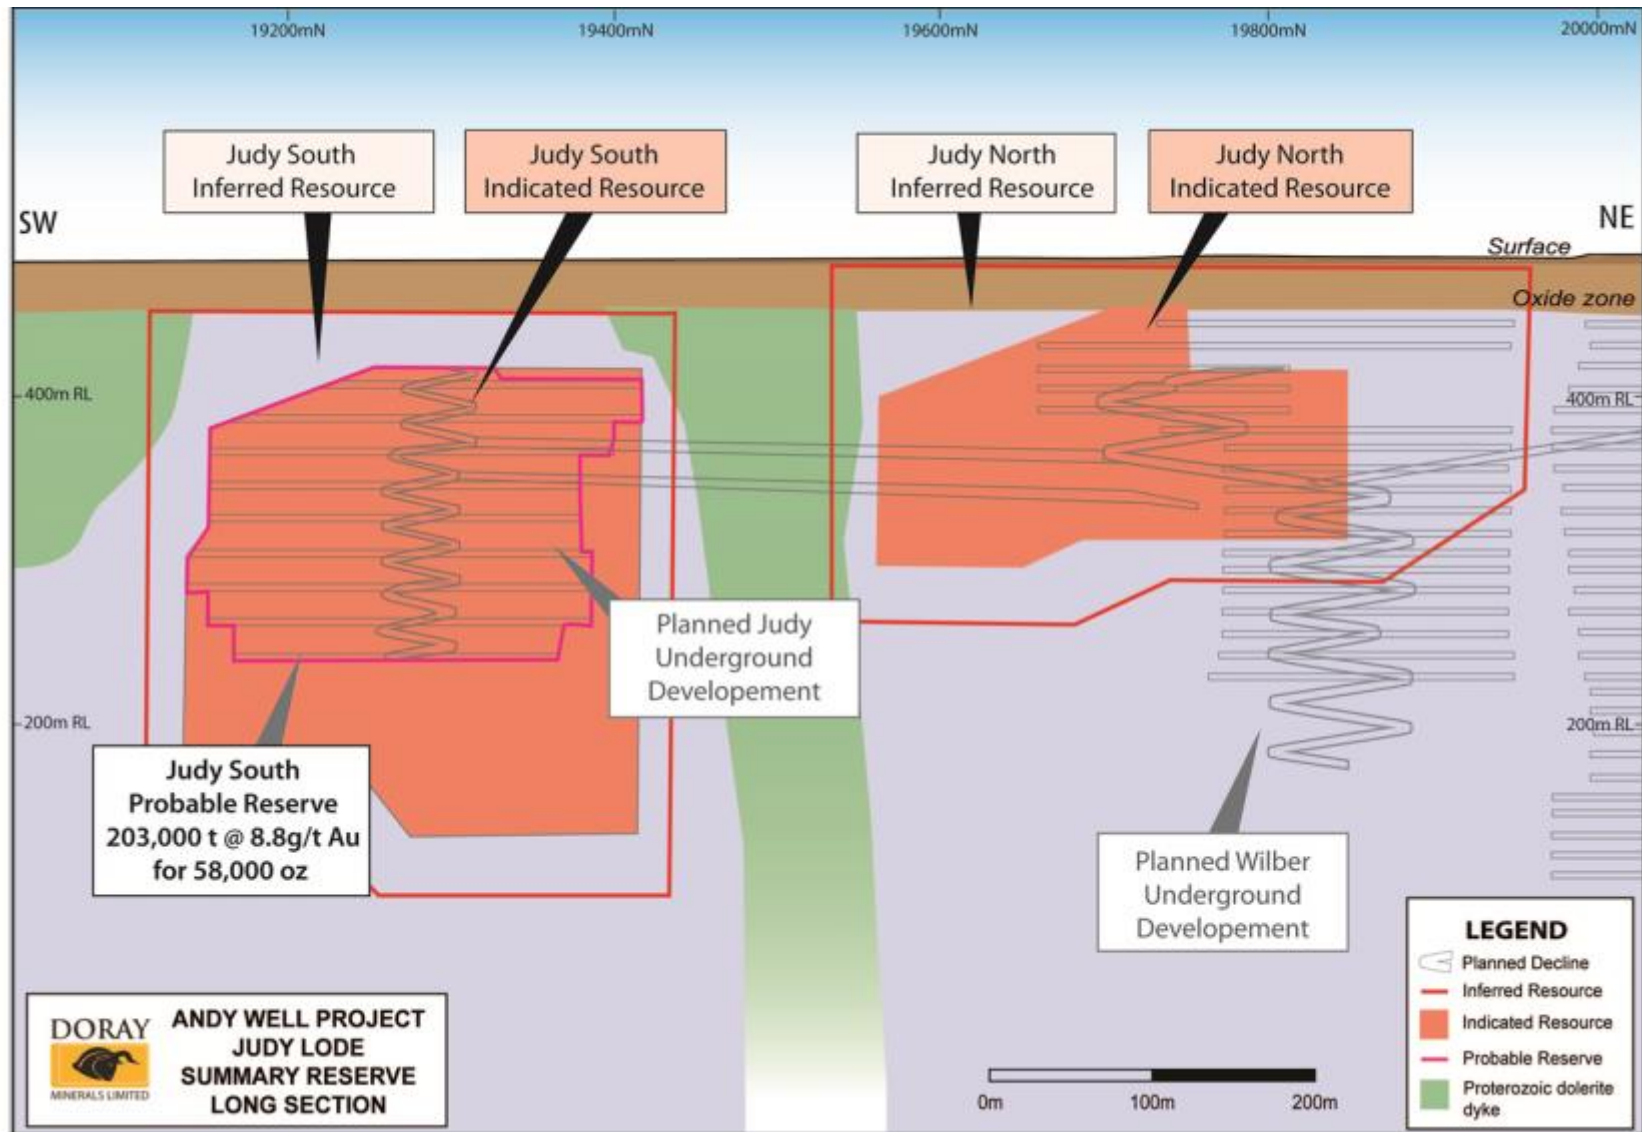 19200mN
19400mN
19600mN
19800mN
20000mN
Judy South
Inferred Resource
Judy South
Indicated Resource
Judy North
Inferred Resource
Judy North
Indicated Resource
SW
NE
Surface
Oxide zone
400m RL
400m RL
Planned Judy
Underground
Developement
200m RL
200m RL
Judy South
Probable Reserve
203,000 t @ 8.8g/t Au
for 58,000 oz
Planned Wilber
Underground
Developement
LEGEND
Planned Decline
Inferred Resource
Indicated Resource
Probable Reserve
Proterozoic dolerite
dyke
DORAY
MINERALS LIMITED
ANDY WELL PROJECT
JUDY LODE
SUMMARY RESERVE
LONG SECTION
0m
100m
200m